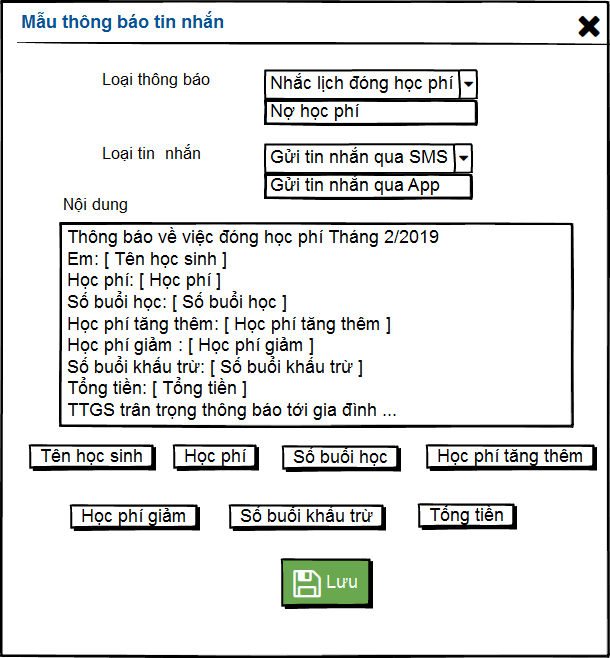 Mẫu thông báo tin nhắn
Loại thông báo
Nhắc lịch đóng học phí
Nợ học phí
Loại tin nhắn
Gửi tin nhắn qua SMS
Gửi tin nhắn qua App
Nội dung
Thông báo về việc đóng học phí Tháng 2/2019
Em: [ Tên học sinh ]
Học phí: [ Học phí ]
Số buổi học: [ Số buổi học ]
Học phí tăng thêm: [ Học phí tăng thêm ]
Học phí giảm : [ Học phí giảm ]
Số buổi khấu trừ: [ Số buổi khấu trừ ]
Tổng tiền: [ Tổng tiền ]
TTGS trân trọng thông báo tới gia đình ...
Tên học sinh
Học phí
Số buổi học
Học phí tăng thêm
Học phí giảm
Số buổi khấu trừ
Tổng tiền
Lưu